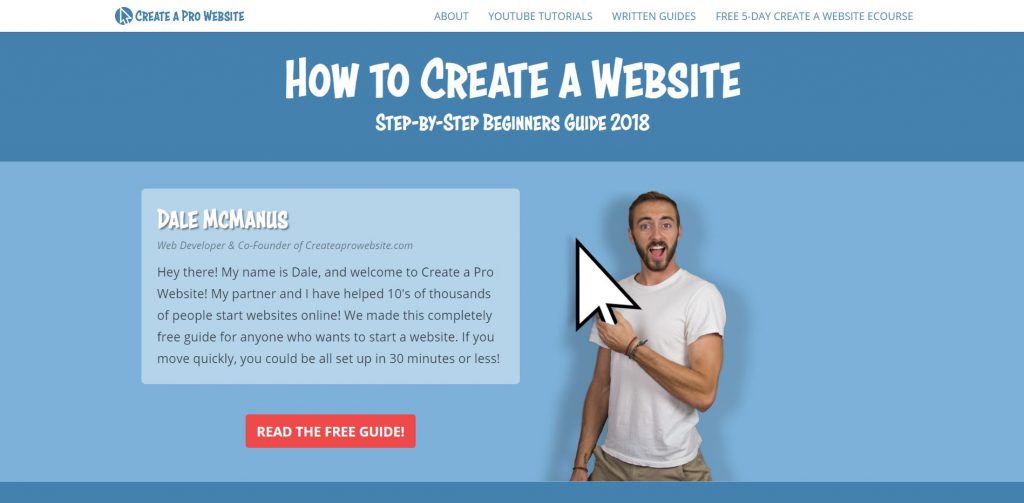 Create a Pro Website
ABOUT
YOUTUBE TUTORIALS
WRITTEN GUIDES
FREE 5-DAY CREATE A WEBSITE ECOURSE
How to Create a Website
Step-by-Step Beginners Guide 2018
Dale McManus
Web Developer & Co-Founder of Createaprowebsite.com
Hey there! My name is Dale, and welcome to Create a Pro
Website! My partner and I have helped 10's of thousands
of people start websites online! We made this completely
free guide for anyone who wants to start a website. If you
move quickly, you could be all set up in 30 minutes or less!
READ THE FREE GUIDE!